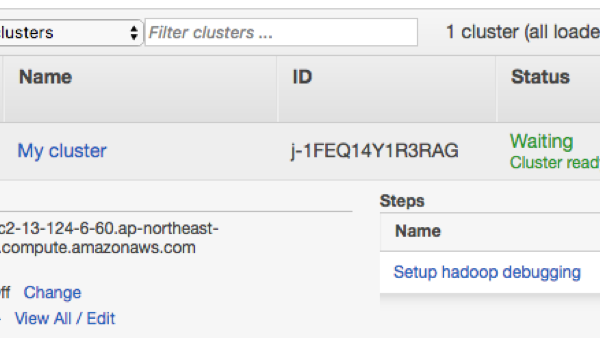 lusters Filter clusters ... 1 cluster (all loade
Name ID Status
My cluster j-1FEQ14Y1R3RAG Waiting
Cluster read
Steps
c2-13-124-6-60.ap-northeast-
.compute.amazonaws.com
Name
Setup hadoop debugging
ff Change
View All / Edit